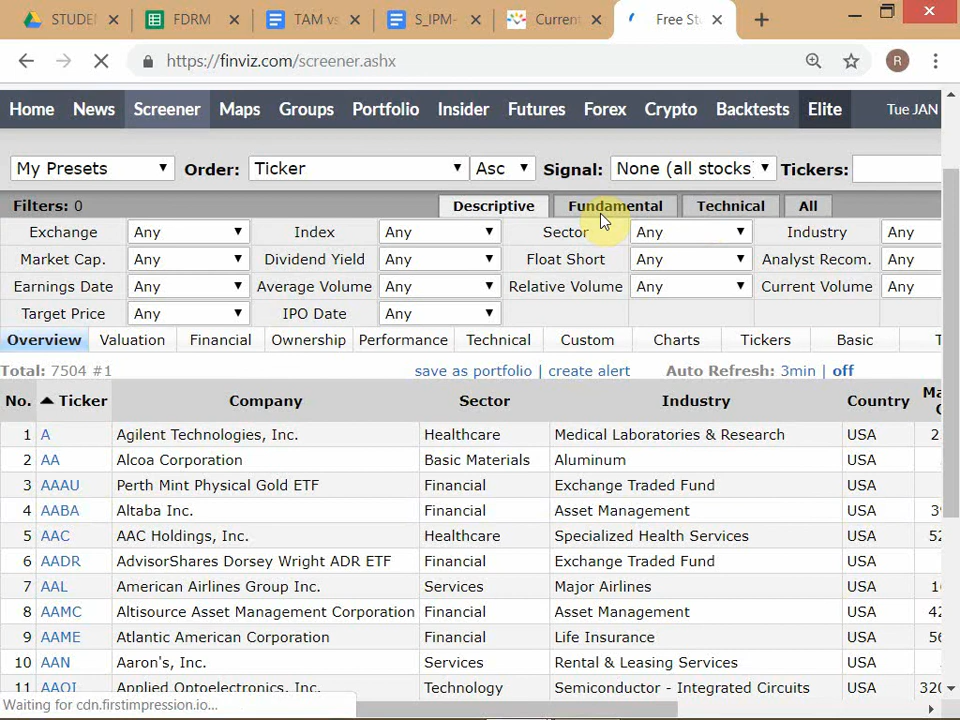 STUDE FDRM TAM vs S_IPM- Current Free St
https://finviz.com/screener.ashx R
Home News Screener Maps Groups Portfolio Insider Futures Forex Crypto Backtests Elite Tue JAN
My Presets Order: Ticker Asc Signal: None (all stocks) Tickers:
Filters: 0 Descriptive Fundamental Technical All
Exchange Any Index Any Sector Any Industry Any
Market Cap. Any Dividend Yield Any Float Short Any Analyst Recom. Any
Earnings Date Any Average Volume Any Relative Volume Any Current Volume Any
Target Price Any IPO Date Any
Overview Valuation Financial Ownership Performance Technical Custom Charts Tickers Basic T
Total: 7504 #1 save as portfolio | create alert Auto Refresh: 3min | off
No. Ticker Company Sector Industry Country
1 A Agilent Technologies, Inc. Healthcare Medical Laboratories & Research USA 2
2 AA Alcoa Corporation Basic Materials Aluminum USA
3 AAAU Perth Mint Physical Gold ETF Financial Exchange Traded Fund USA
4 AABA Altaba Inc. Financial Asset Management USA 39
5 AAC AAC Holdings, Inc. Healthcare Specialized Health Services USA 52
6 AADR AdvisorShares Dorsey Wright ADR ETF Financial Exchange Traded Fund USA
7 AAL American Airlines Group Inc. Services Major Airlines USA 16
8 AAMC Altisource Asset Management Corporation Financial Asset Management USA 42
9 AAME Atlantic American Corporation Financial Life Insurance USA 56
10 AAN Aaron's, Inc. Services Rental & Leasing Services USA
11 AAOI Applied Optoelectronics, Inc. Technology Semiconductor - Integrated Circuits USA 320
Waiting for cdn.firstimpression.io...